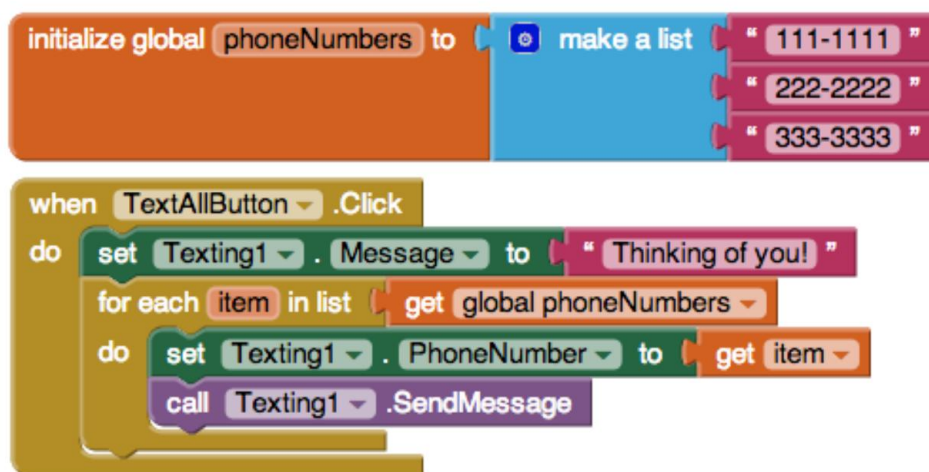 initialize global phoneNumbers to make a list " 111-1111 "
" 222-2222 "
" 333-3333 "
when TextAllButton .Click
do set Texting1 . Message to " Thinking of you! "
for each item in list get global phoneNumbers
do set Texting1 . PhoneNumber to get item
call Texting1 .SendMessage